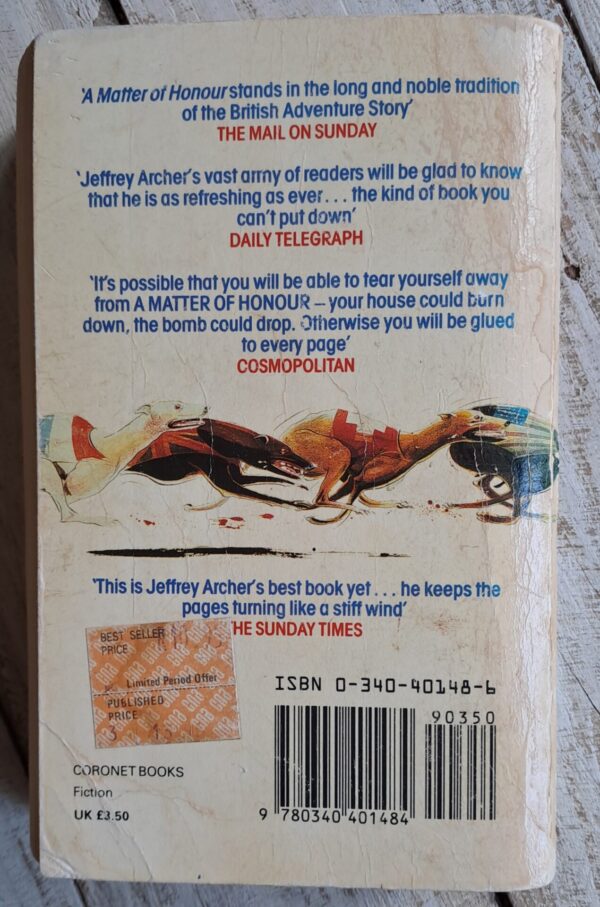 'A Matter of Honour stands in the long and noble tradition
of the British Adventure Story'
THE MAIL ON SUNDAY
'Jeffrey Archer's vast army of readers will be glad to know
that he is as refreshing as ever... the kind of book you
can't put down'
DAILY TELEGRAPH
'It's possible that you will be able to tear yourself away
from A MATTER OF HONOUR – your house could burn
down, the bomb could drop. Otherwise you will be glued
to every page'
COSMOPOLITAN
'This is Jeffrey Archer's best book yet... he keeps the
pages turning like a stiff wind'
THE SUNDAY TIMES
BEST SELLER
PRICE
Limited Period Offer
PUBLISHED
PRICE
ISBN 0-340-40148-6
90350
9 780340 401484
CORONET BOOKS
Fiction
UK £3.50